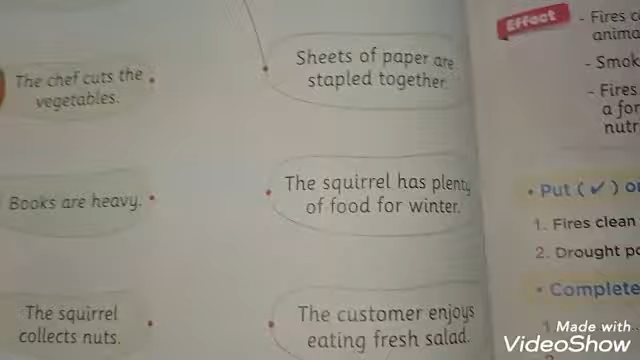 The chef cuts the
vegetables.
Books are heavy.
The squirrel
collects nuts.
Sheets of paper are
stapled together.
The squirrel has plenty
of food for winter.
The customer enjoys
eating fresh salad.
Effect
- Fires
- Smok
- Fires
a for
nutr
• Put (✓)
1. Fires clean
2. Drought
• Complete
1
Made with
VideoShow